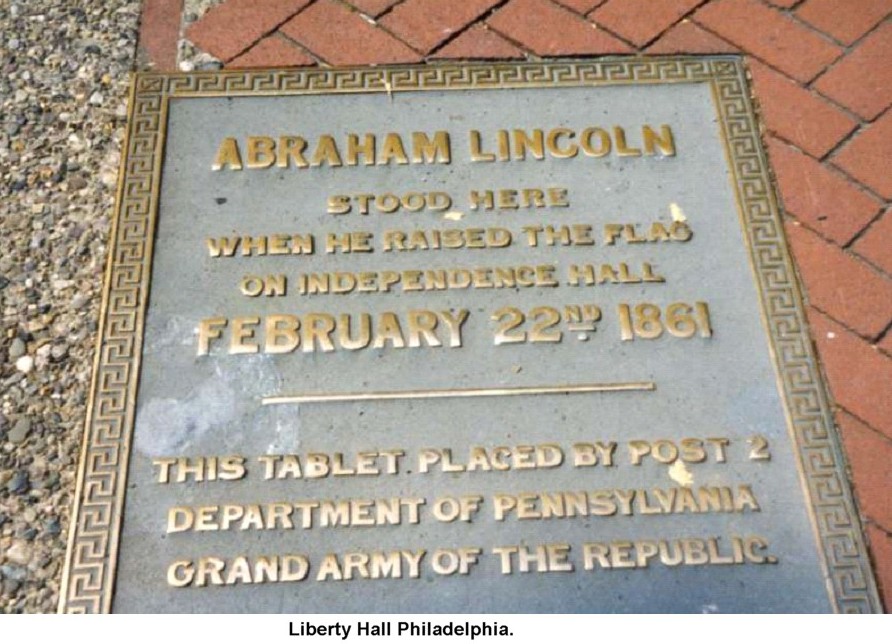 ABRAHAM LINCOLN
STOOD HERE
WHEN HE RAISED THE FLAG
ON INDEPENDENCE HALL
FEBRUARY 22ND 1861
THIS TABLET PLACED BY POST 2
DEPARTMENT OF PENNSYLVANIA
GRAND ARMY OF THE REPUBLIC.
Liberty Hall Philadelphia.